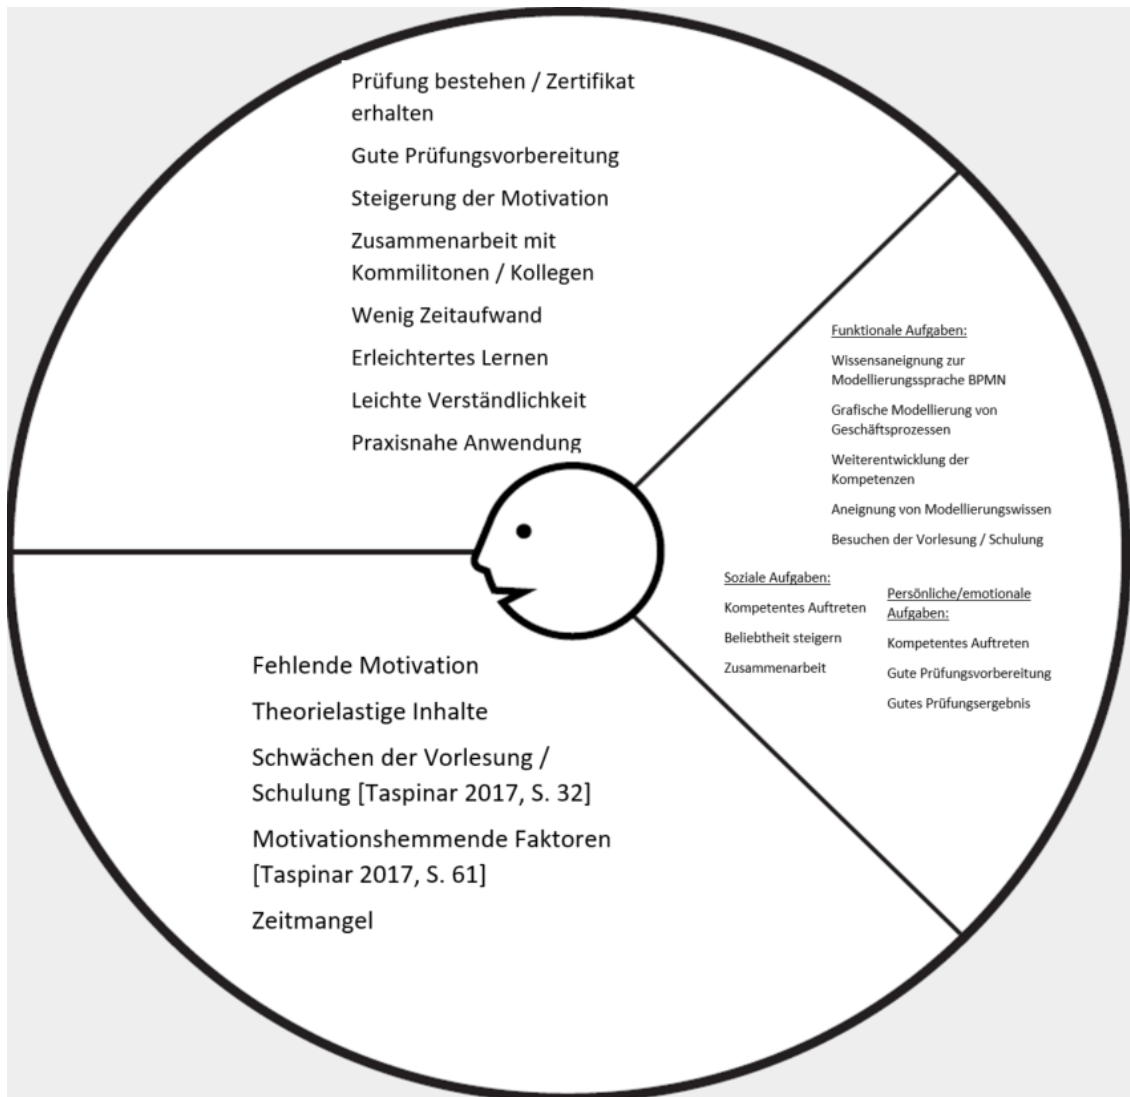 Prüfung bestehen / Zertifikat
erhalten
Gute Prüfungsvorbereitung
Steigerung der Motivation
Zusammenarbeit mit
Kommilitonen / Kollegen
Wenig Zeitaufwand
Erleichtertes Lernen
Leichte Verständlichkeit
Praxisnahe Anwendung
Funktionale Aufgaben:
Wissensaneignung zur
Modellierungssprache BPMN
Grafische Modellierung von
Geschäftsprozessen
Weiterentwicklung der
Kompetenzen
Aneignung von Modellierungswissen
Besuchen der Vorlesung / Schulung
Soziale Aufgaben:
Kompetentes Auftreten
Beliebtheit steigern
Zusammenarbeit
Persönliche/emotionale
Aufgaben:
Kompetentes Auftreten
Gute Prüfungsvorbereitung
Gutes Prüfungsergebnis
Fehlende Motivation
Theorielastige Inhalte
Schwächen der Vorlesung /
Schulung [Taspinar 2017, S. 32]
Motivationshemmende Faktoren
[Taspinar 2017, S. 61]
Zeitmangel